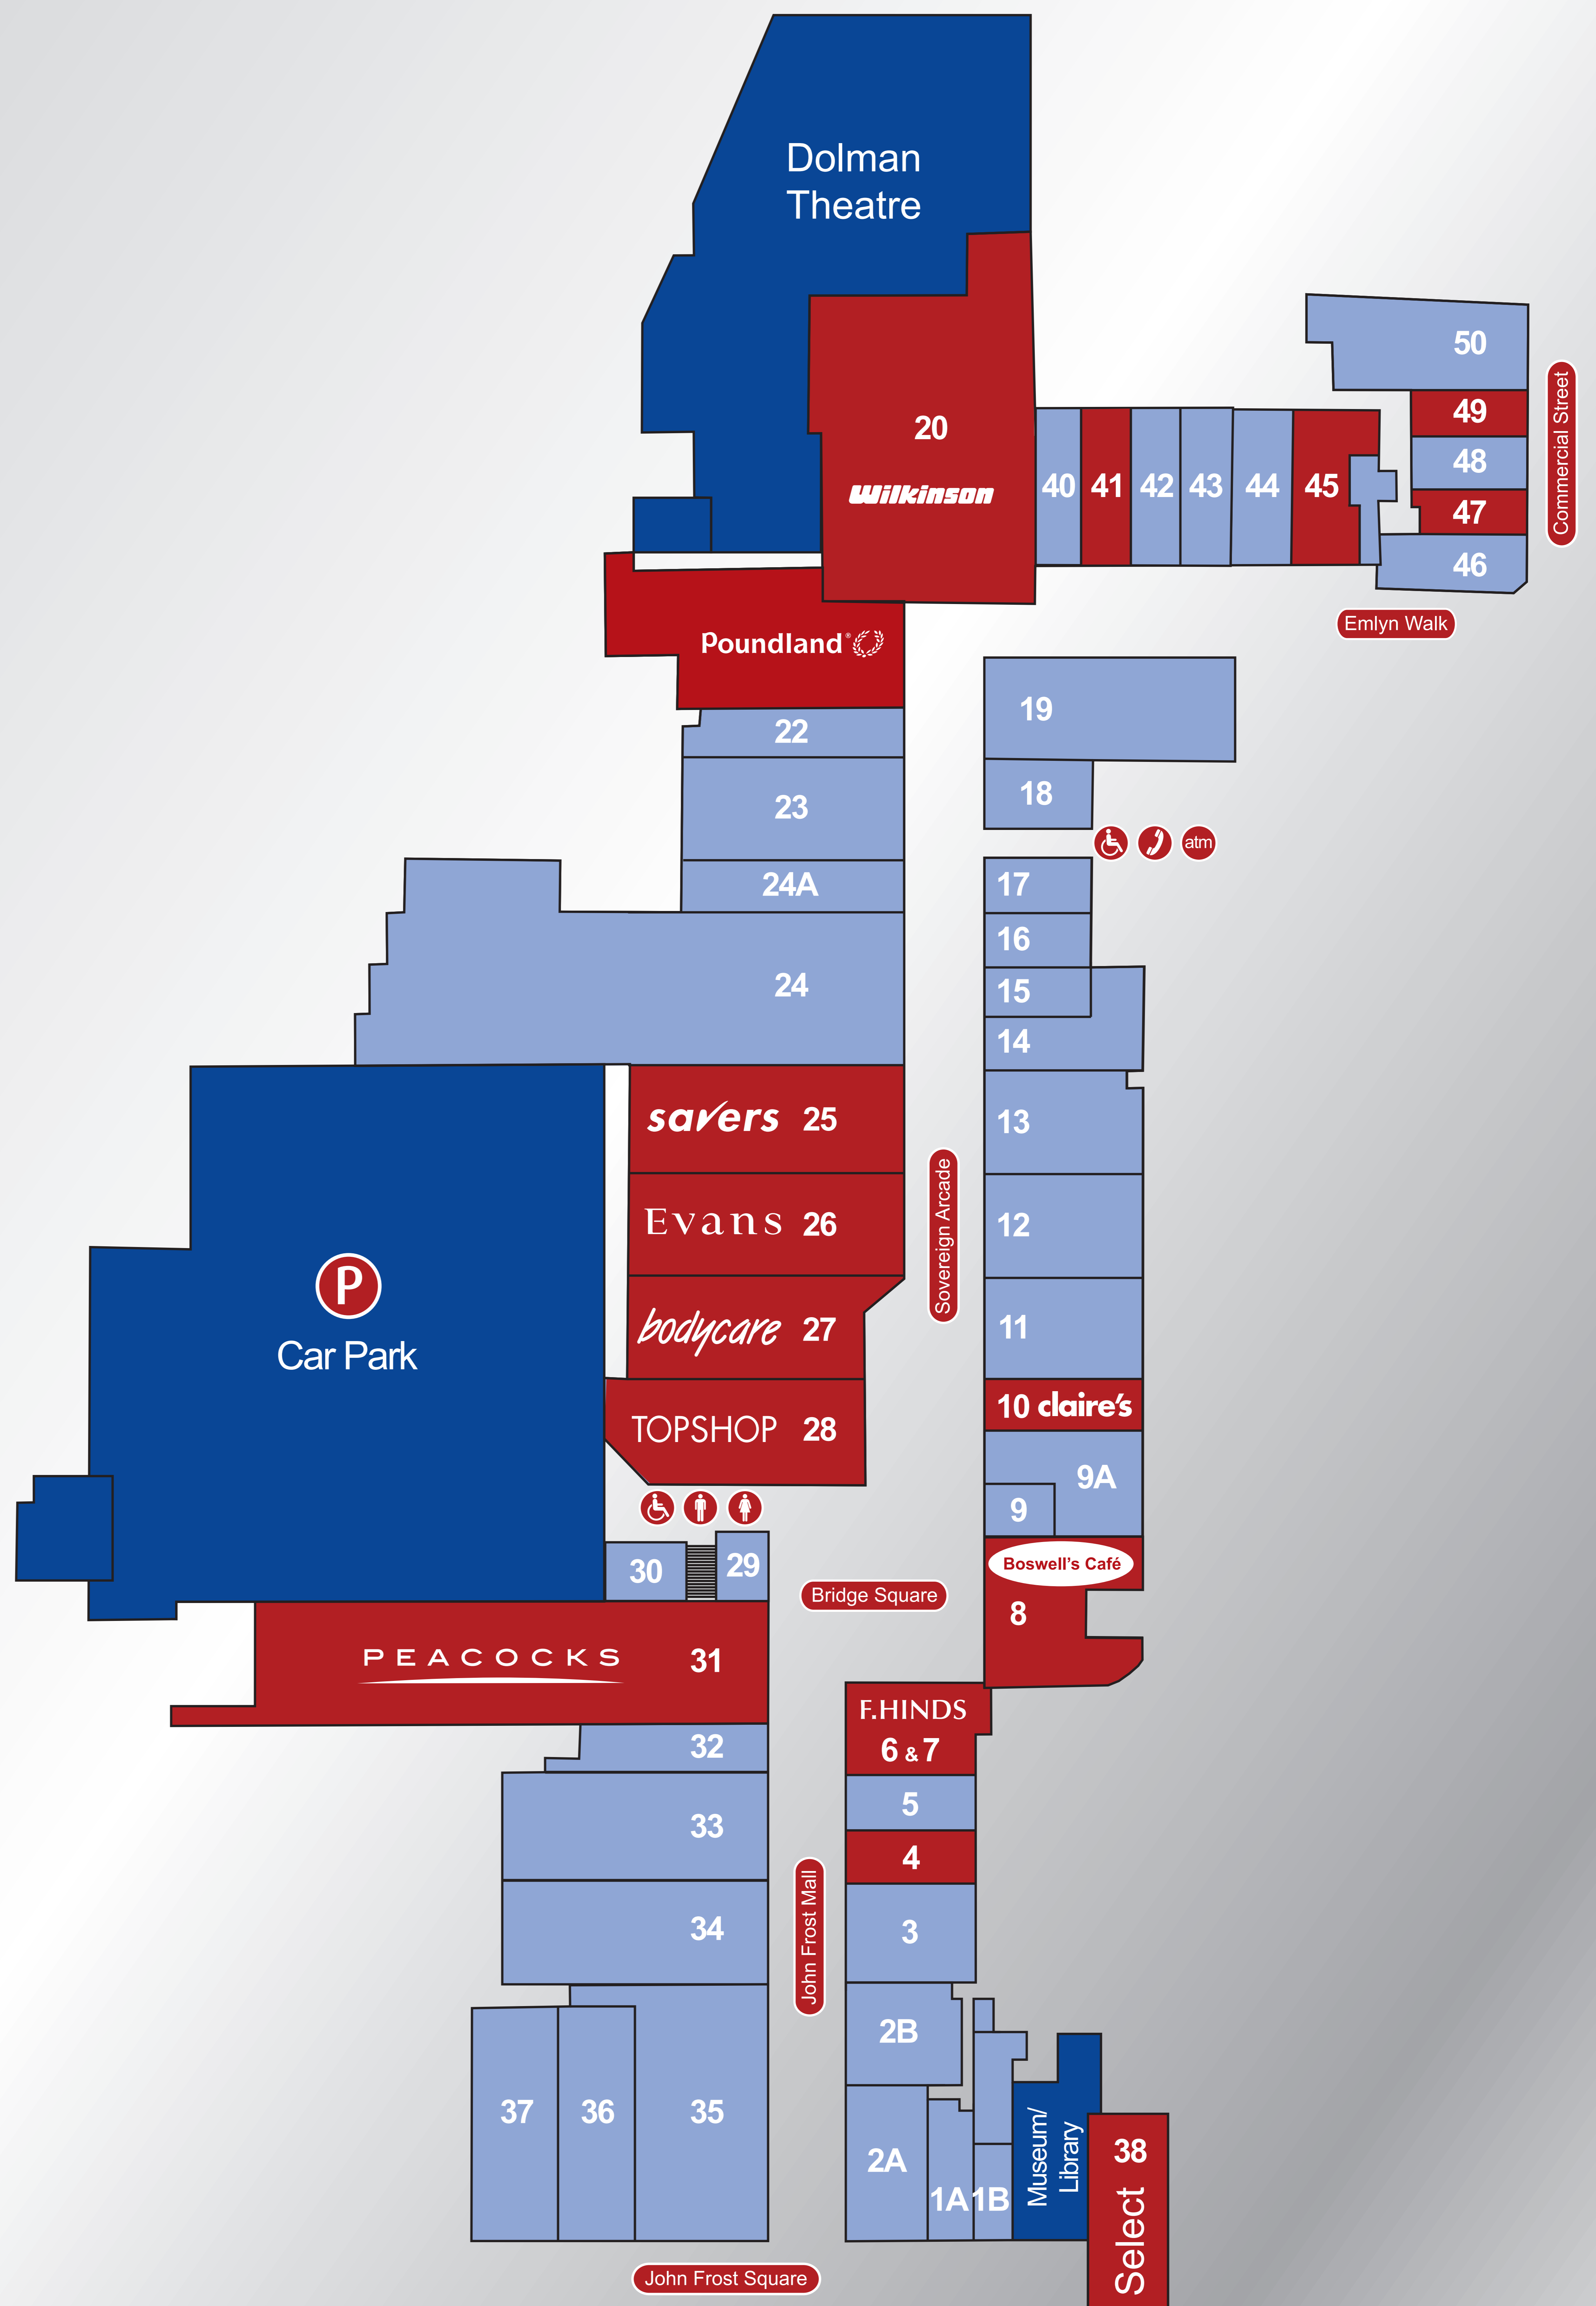 Dolman
Theatre
20
Wilkinson
40
41
42
43
44
45
50
49
48
47
46
Commercial Street
Emlyn Walk
Poundland®
22
23
24A
24
19
18
atm
17
16
15
14
13
12
11
10 claire's
9A
9
Boswell's Café
8
savers 25
Evans 26
bodycare 27
TOPSHOP 28
Sovereign Arcade
P
Car Park
30
29
Bridge Square
PEACOCKS 31
32
33
34
35
36
37
F.HINDS
6 & 7
5
4
3
2B
2A
1A
1B
John Frost Mall
Museum/
Library
38
Select
John Frost Square